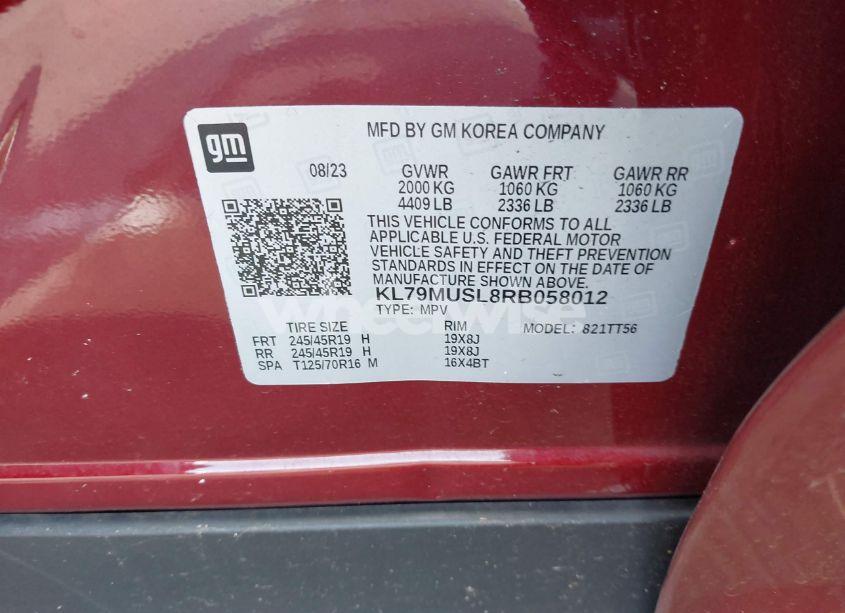 gm
MFD BY GM KOREA COMPANY
08/23 GVWR GAWR FRT GAWR RR
2000 KG 1060 KG 1060 KG
4409 LB 2336 LB 2336 LB
THIS VEHICLE CONFORMS TO ALL
APPLICABLE U.S. FEDERAL MOTOR
VEHICLE SAFETY AND THEFT PREVENTION
STANDARDS IN EFFECT ON THE DATE OF
MANUFACTURE SHOWN ABOVE.
KL79MUSL8RB058012
TYPE: MPV
wheelwise
TIRE SIZE RIM MODEL: 821TT56
FRT 245/45R19 H 19X8J
RR 245/45R19 H 19X8J
SPA T125/70R16 M 16X4BT